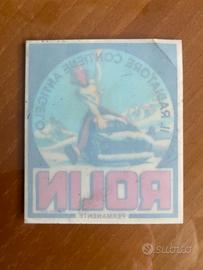 IL RADIATORE CONTIENE ANTIGELO
ROLIN
PERMANENTE
subito